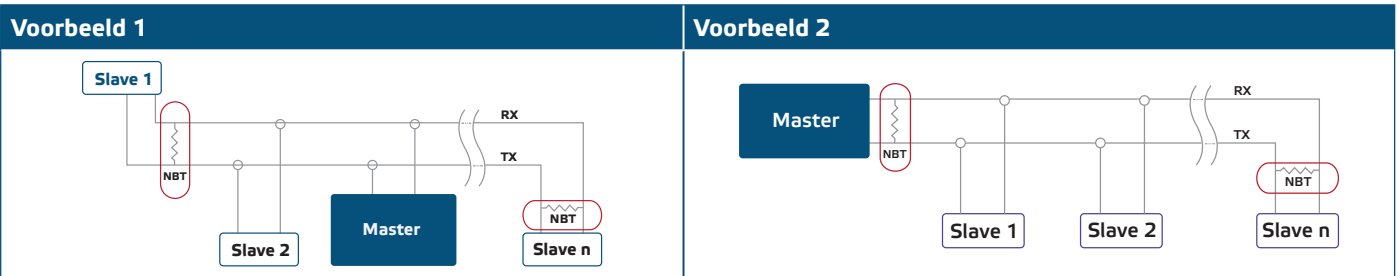 Voorbeeld 1
Slave 1
RX
TX
NBT
NBT
Slave 2
Master
Slave n
Voorbeeld 2
RX
Master
TX
NBT
NBT
Slave 1
Slave 2
Slave n